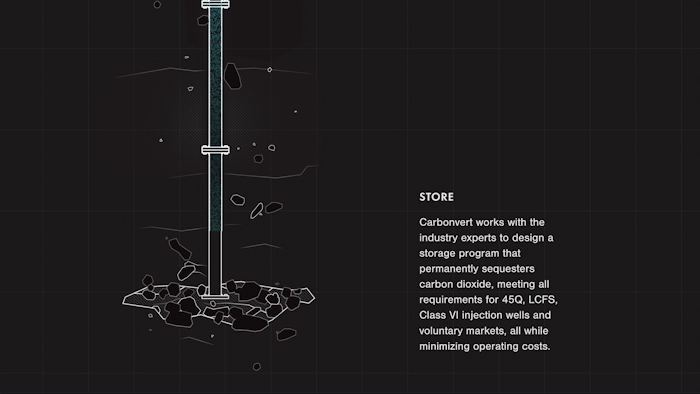 STORE
Carbonvert works with the
industry experts to design a
storage program that
permanently sequesters
carbon dioxide, meeting all
requirements for 45Q, LCFS,
Class VI injection wells and
voluntary markets, all while
minimizing operating costs.